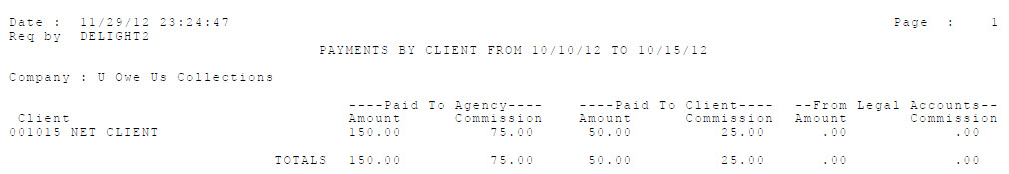 Date : 11/29/12 23:24:47 Page : 1
Req by DELIGHT2
PAYMENTS BY CLIENT FROM 10/10/12 TO 10/15/12
Company : U Owe Us Collections
----Paid To Agency---- ----Paid To Client---- --From Legal Accounts--
Client Amount Commission Amount Commission Amount Commission
001015 NET CLIENT 150.00 75.00 50.00 25.00 .00 .00
TOTALS 150.00 75.00 50.00 25.00 .00 .00